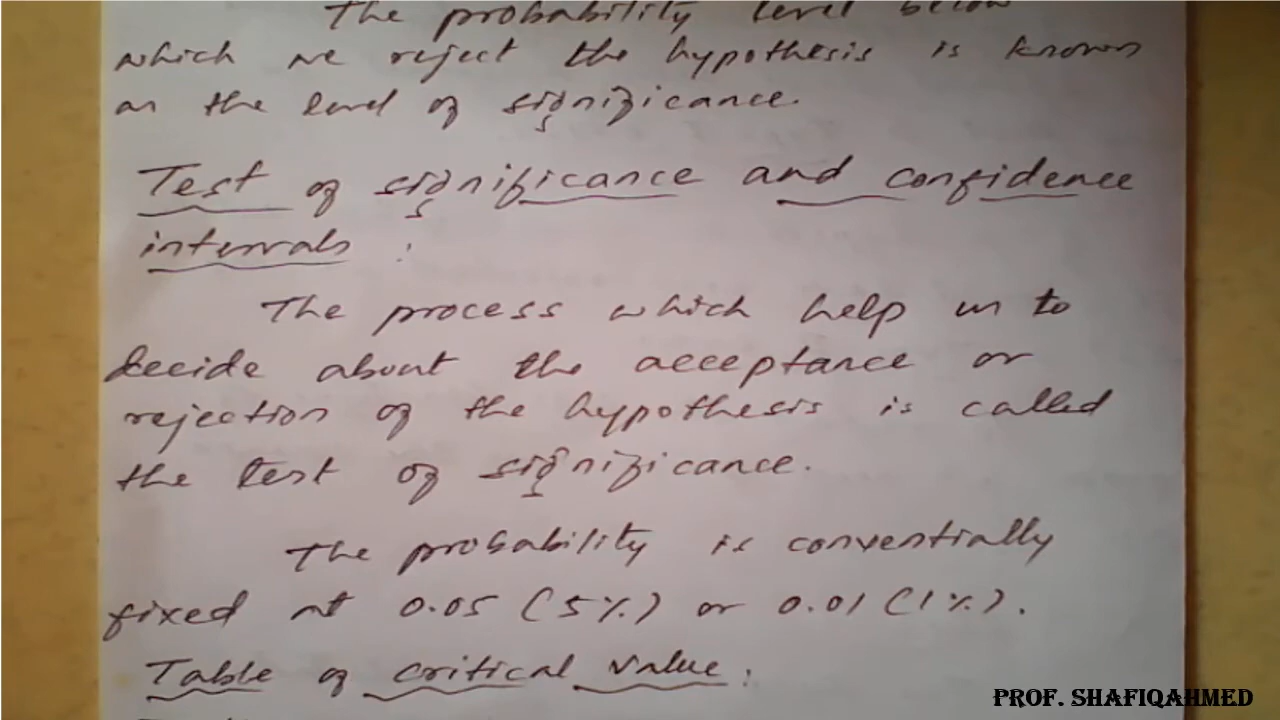 The probability level below
which we reject the hypothesis is known
as the level of significance.
Test of significance and confidence
intervals :
The process which help us to
decide about the acceptance or
rejection of the hypothesis is called
the test of significance.
The probability is conventially
fixed at 0.05 (5%) or 0.01 (1%).
Table of critical value :
PROF. SHAFIQAHMED